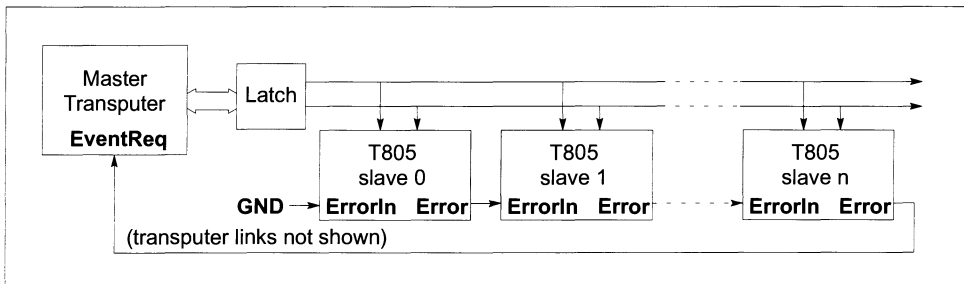 Master
Transputer
EventReq
Latch
T805
slave 0
ErrorIn Error
T805
slave 1
ErrorIn Error
T805
slave n
ErrorIn Error
GND
(transputer links not shown)